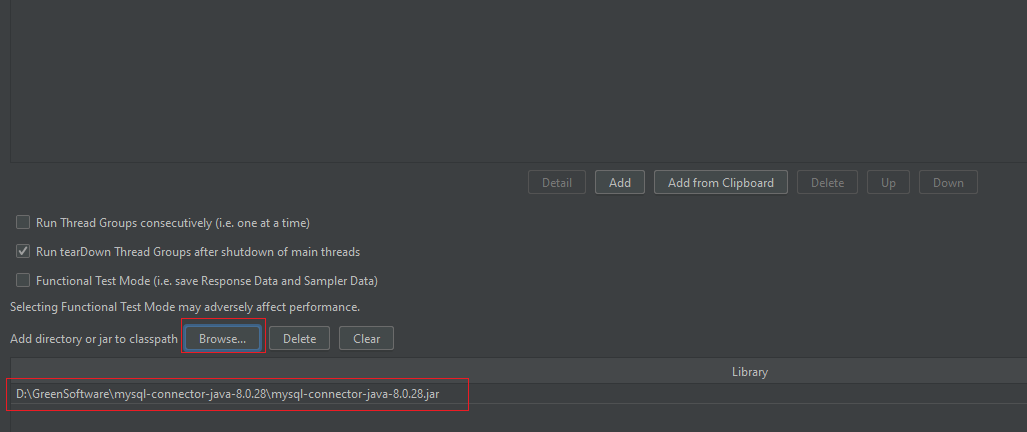 Detail Add Add from Clipboard Delete Up Down
Run Thread Groups consecutively (i.e. one at a time)
Run tearDown Thread Groups after shutdown of main threads
Functional Test Mode (i.e. save Response Data and Sampler Data)
Selecting Functional Test Mode may adversely affect performance.
Add directory or jar to classpath Browse... Delete Clear
Library
D:\GreenSoftware\mysql-connector-java-8.0.28\mysql-connector-java-8.0.28.jar